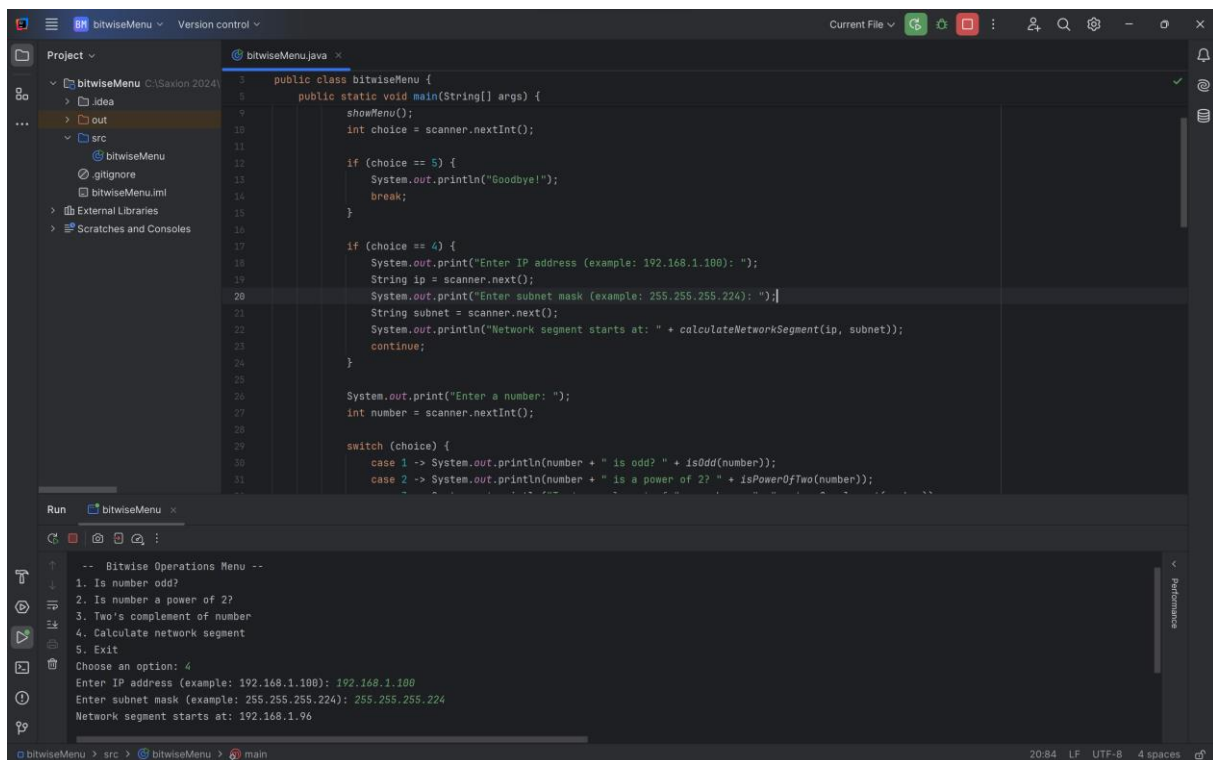 BM bitwiseMenu Version control
Current File
Project
bitwiseMenu C:\Saxion 2024\
.idea
out
src
bitwiseMenu
.gitignore
bitwiseMenu.iml
External Libraries
Scratches and Consoles
bitwiseMenu.java
3 public class bitwiseMenu {
5 public static void main(String[] args) {
9 showMenu();
10 int choice = scanner.nextInt();
11
12 if (choice == 5) {
13 System.out.println("Goodbye!");
14 break;
15 }
16
17 if (choice == 4) {
18 System.out.print("Enter IP address (example: 192.168.1.100): ");
19 String ip = scanner.next();
20 System.out.print("Enter subnet mask (example: 255.255.255.224): ");
21 String subnet = scanner.next();
22 System.out.println("Network segment starts at: " + calculateNetworkSegment(ip, subnet));
23 continue;
24 }
25
26 System.out.print("Enter a number: ");
27 int number = scanner.nextInt();
28
29 switch (choice) {
30 case 1 -> System.out.println(number + " is odd? " + isOdd(number));
31 case 2 -> System.out.println(number + " is a power of 2? " + isPowerOfTwo(number));
Run bitwiseMenu
-- Bitwise Operations Menu --
1. Is number odd?
2. Is number a power of 2?
3. Two's complement of number
4. Calculate network segment
5. Exit
Choose an option: 4
Enter IP address (example: 192.168.1.100): 192.168.1.100
Enter subnet mask (example: 255.255.255.224): 255.255.255.224
Network segment starts at: 192.168.1.96
Performance
bitwiseMenu > src > bitwiseMenu > main
20:84 LF UTF-8 4 spaces